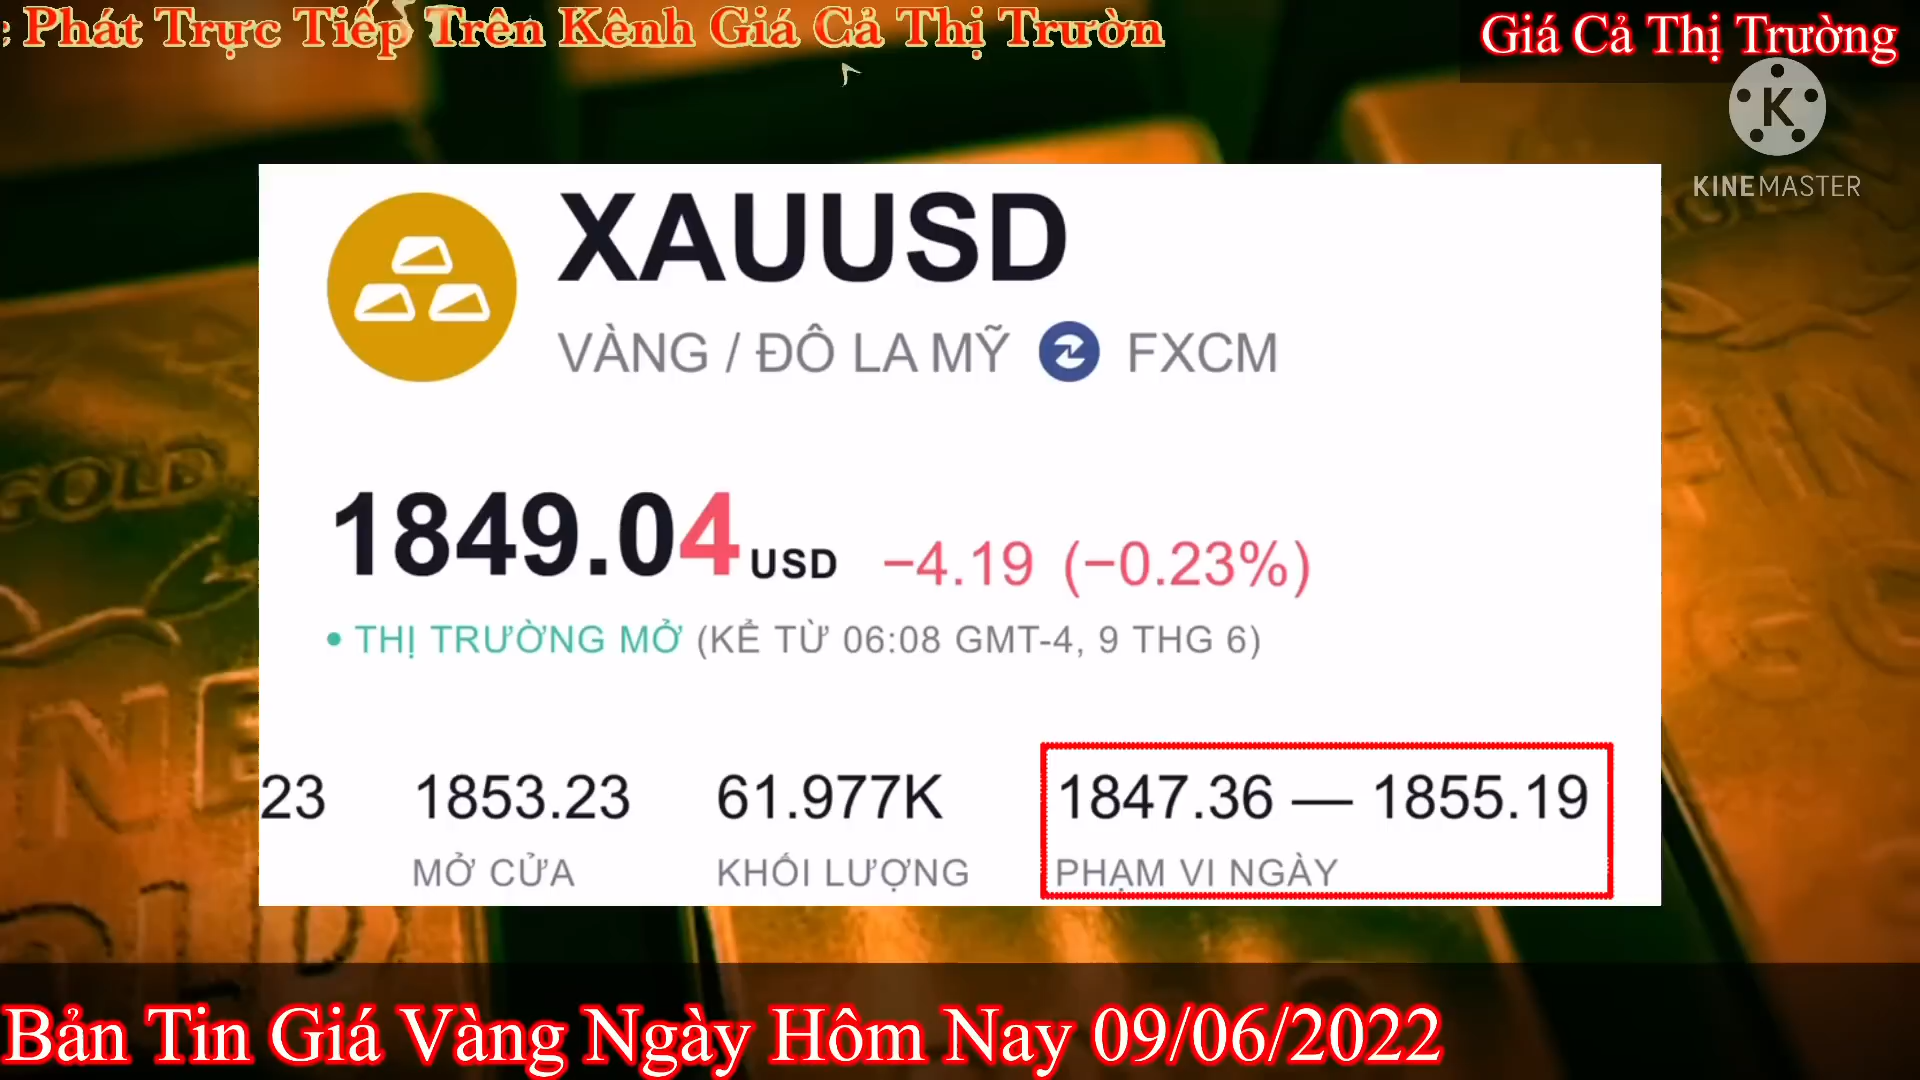 : Phát Trực Tiếp Trên Kênh Giá Cả Thị Trườn
Giá Cả Thị Trường
K
KINEMASTER
XAUUSD
VÀNG / ĐÔ LA MỸ FXCM
1849.04 USD −4.19 (−0.23%)
• THỊ TRƯỜNG MỞ (KỂ TỪ 06:08 GMT-4, 9 THG 6)
23 1853.23 61.977K 1847.36 — 1855.19
MỞ CỬA KHỐI LƯỢNG PHẠM VI NGÀY
GOLD
Bản Tin Giá Vàng Ngày Hôm Nay 09/06/2022